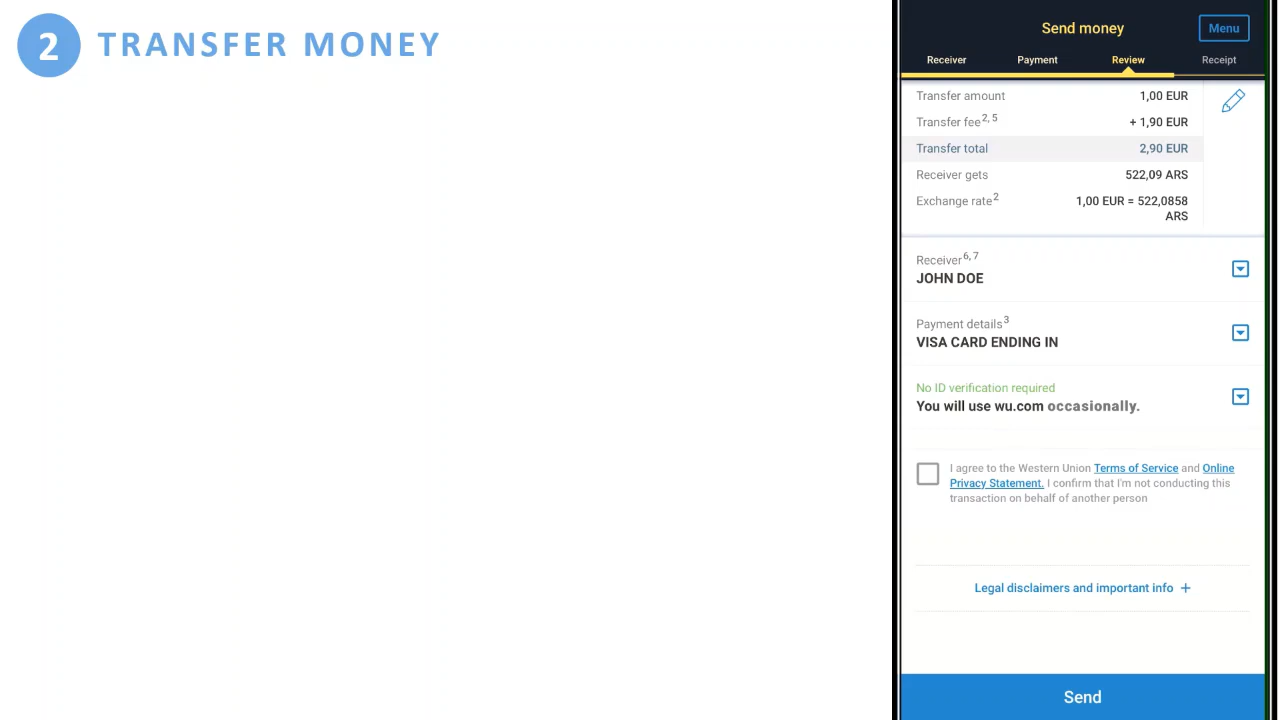 2 TRANSFER MONEY
Send money
Menu
Receiver Payment Review Receipt
Transfer amount 1,00 EUR
Transfer fee2, 5 + 1,90 EUR
Transfer total 2,90 EUR
Receiver gets 522,09 ARS
Exchange rate2 1,00 EUR = 522,0858
ARS
Receiver6, 7
JOHN DOE
Payment details3
VISA CARD ENDING IN
No ID verification required
You will use wu.com occasionally.
I agree to the Western Union Terms of Service and Online
Privacy Statement. I confirm that I'm not conducting this
transaction on behalf of another person
Legal disclaimers and important info +
Send